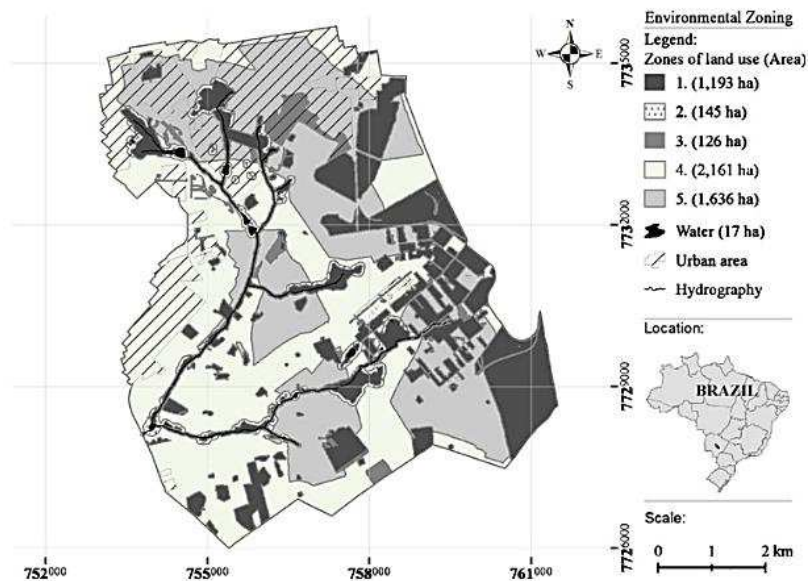 Environmental Zoning
Legend:
Zones of land use (Area)
1. (1,193 ha)
2. (145 ha)
3. (126 ha)
4. (2,161 ha)
5. (1,636 ha)
Water (17 ha)
Urban area
Hydrography
Location:
BRAZIL
Scale:
0 1 2 km
N
W E
S
7735000
7732000
7729000
7726000
752000 755000 758000 761000